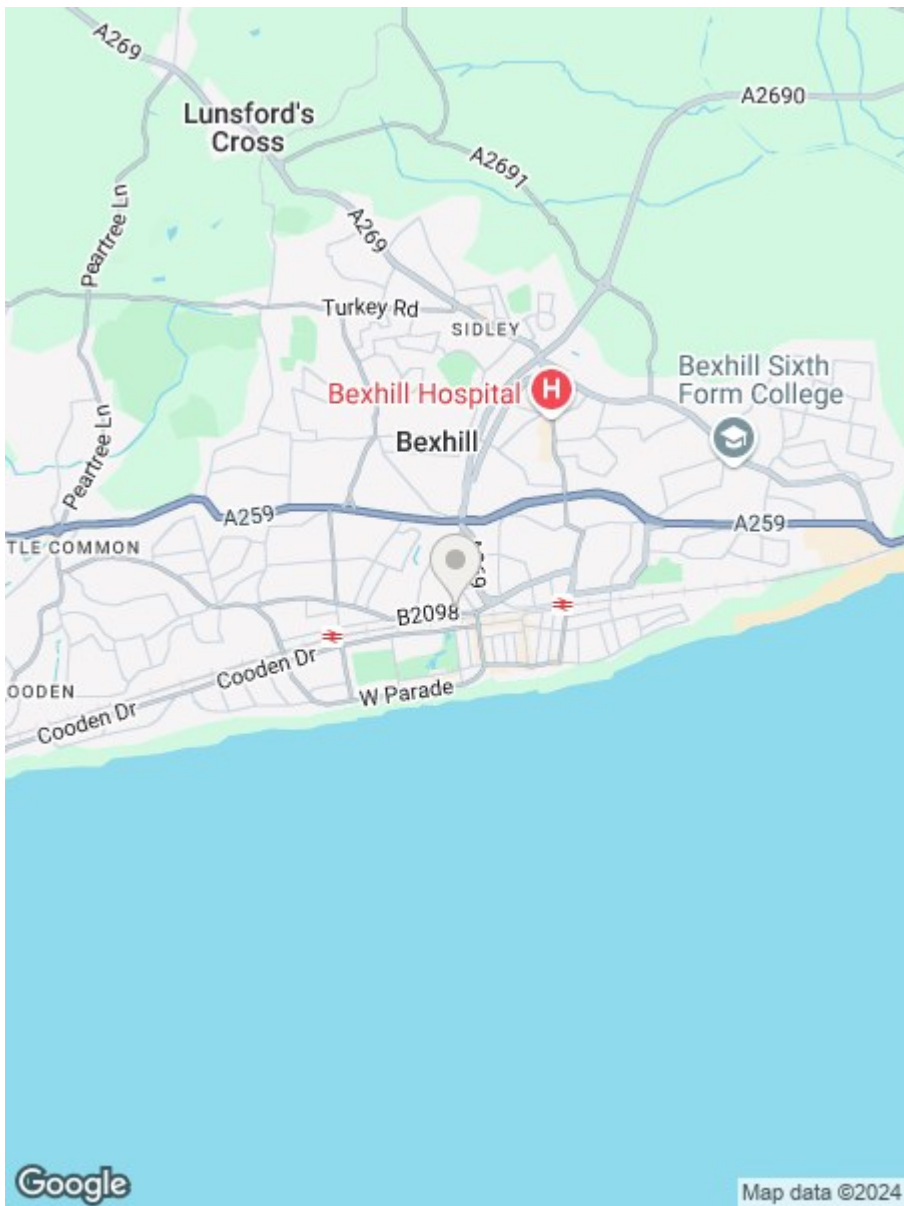 A269
A2690
Lunsford's
Cross
A2691
Peartree Ln
A269
Turkey Rd
SIDLEY
Bexhill Sixth
Form College
Bexhill Hospital
H
Bexhill
Peartree Ln
A259
A259
TLE COMMON
B2098
Cooden Dr
OODEN
W Parade
Cooden Dr
Google
Map data ©2024